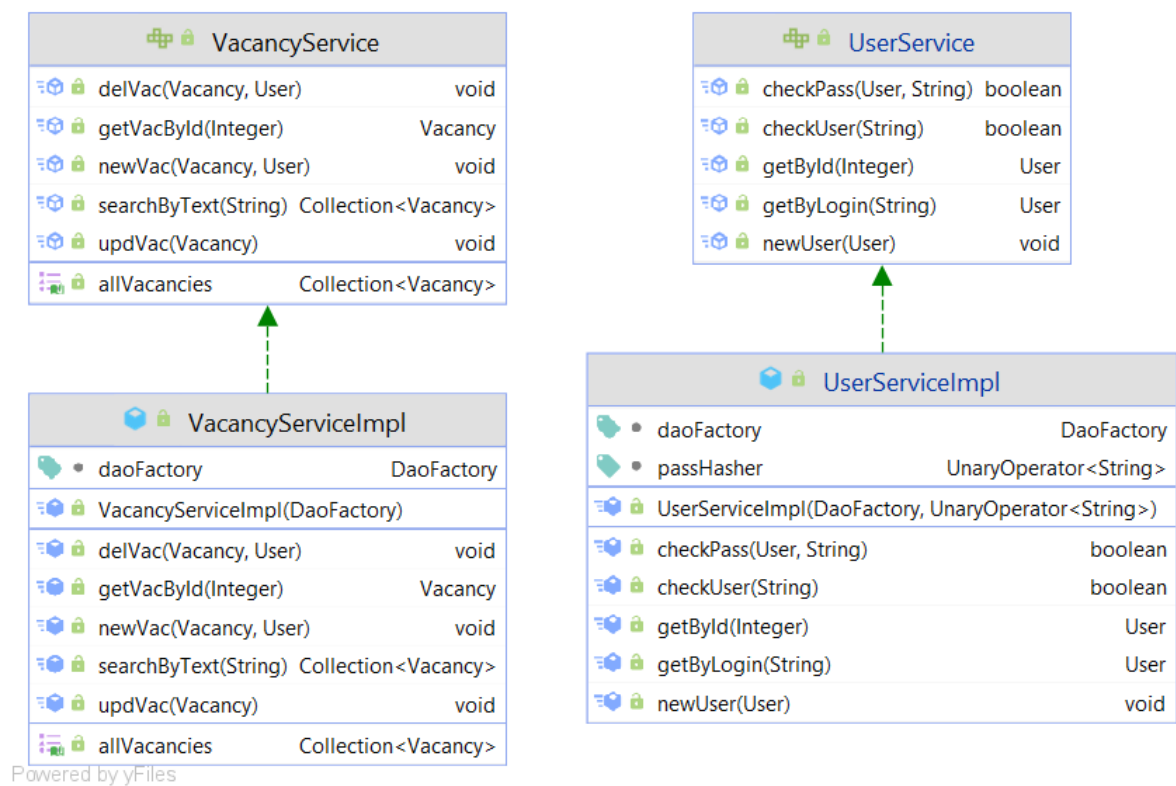 VacancyService
delVac(Vacancy, User) void
getVacById(Integer) Vacancy
newVac(Vacancy, User) void
searchByText(String) Collection<Vacancy>
updVac(Vacancy) void
allVacancies Collection<Vacancy>
UserService
checkPass(User, String) boolean
checkUser(String) boolean
getById(Integer) User
getByLogin(String) User
newUser(User) void
VacancyServiceImpl
daoFactory DaoFactory
VacancyServiceImpl(DaoFactory)
delVac(Vacancy, User) void
getVacById(Integer) Vacancy
newVac(Vacancy, User) void
searchByText(String) Collection<Vacancy>
updVac(Vacancy) void
allVacancies Collection<Vacancy>
UserServiceImpl
daoFactory DaoFactory
passHasher UnaryOperator<String>
UserServiceImpl(DaoFactory, UnaryOperator<String>)
checkPass(User, String) boolean
checkUser(String) boolean
getById(Integer) User
getByLogin(String) User
newUser(User) void
Powered by yFiles